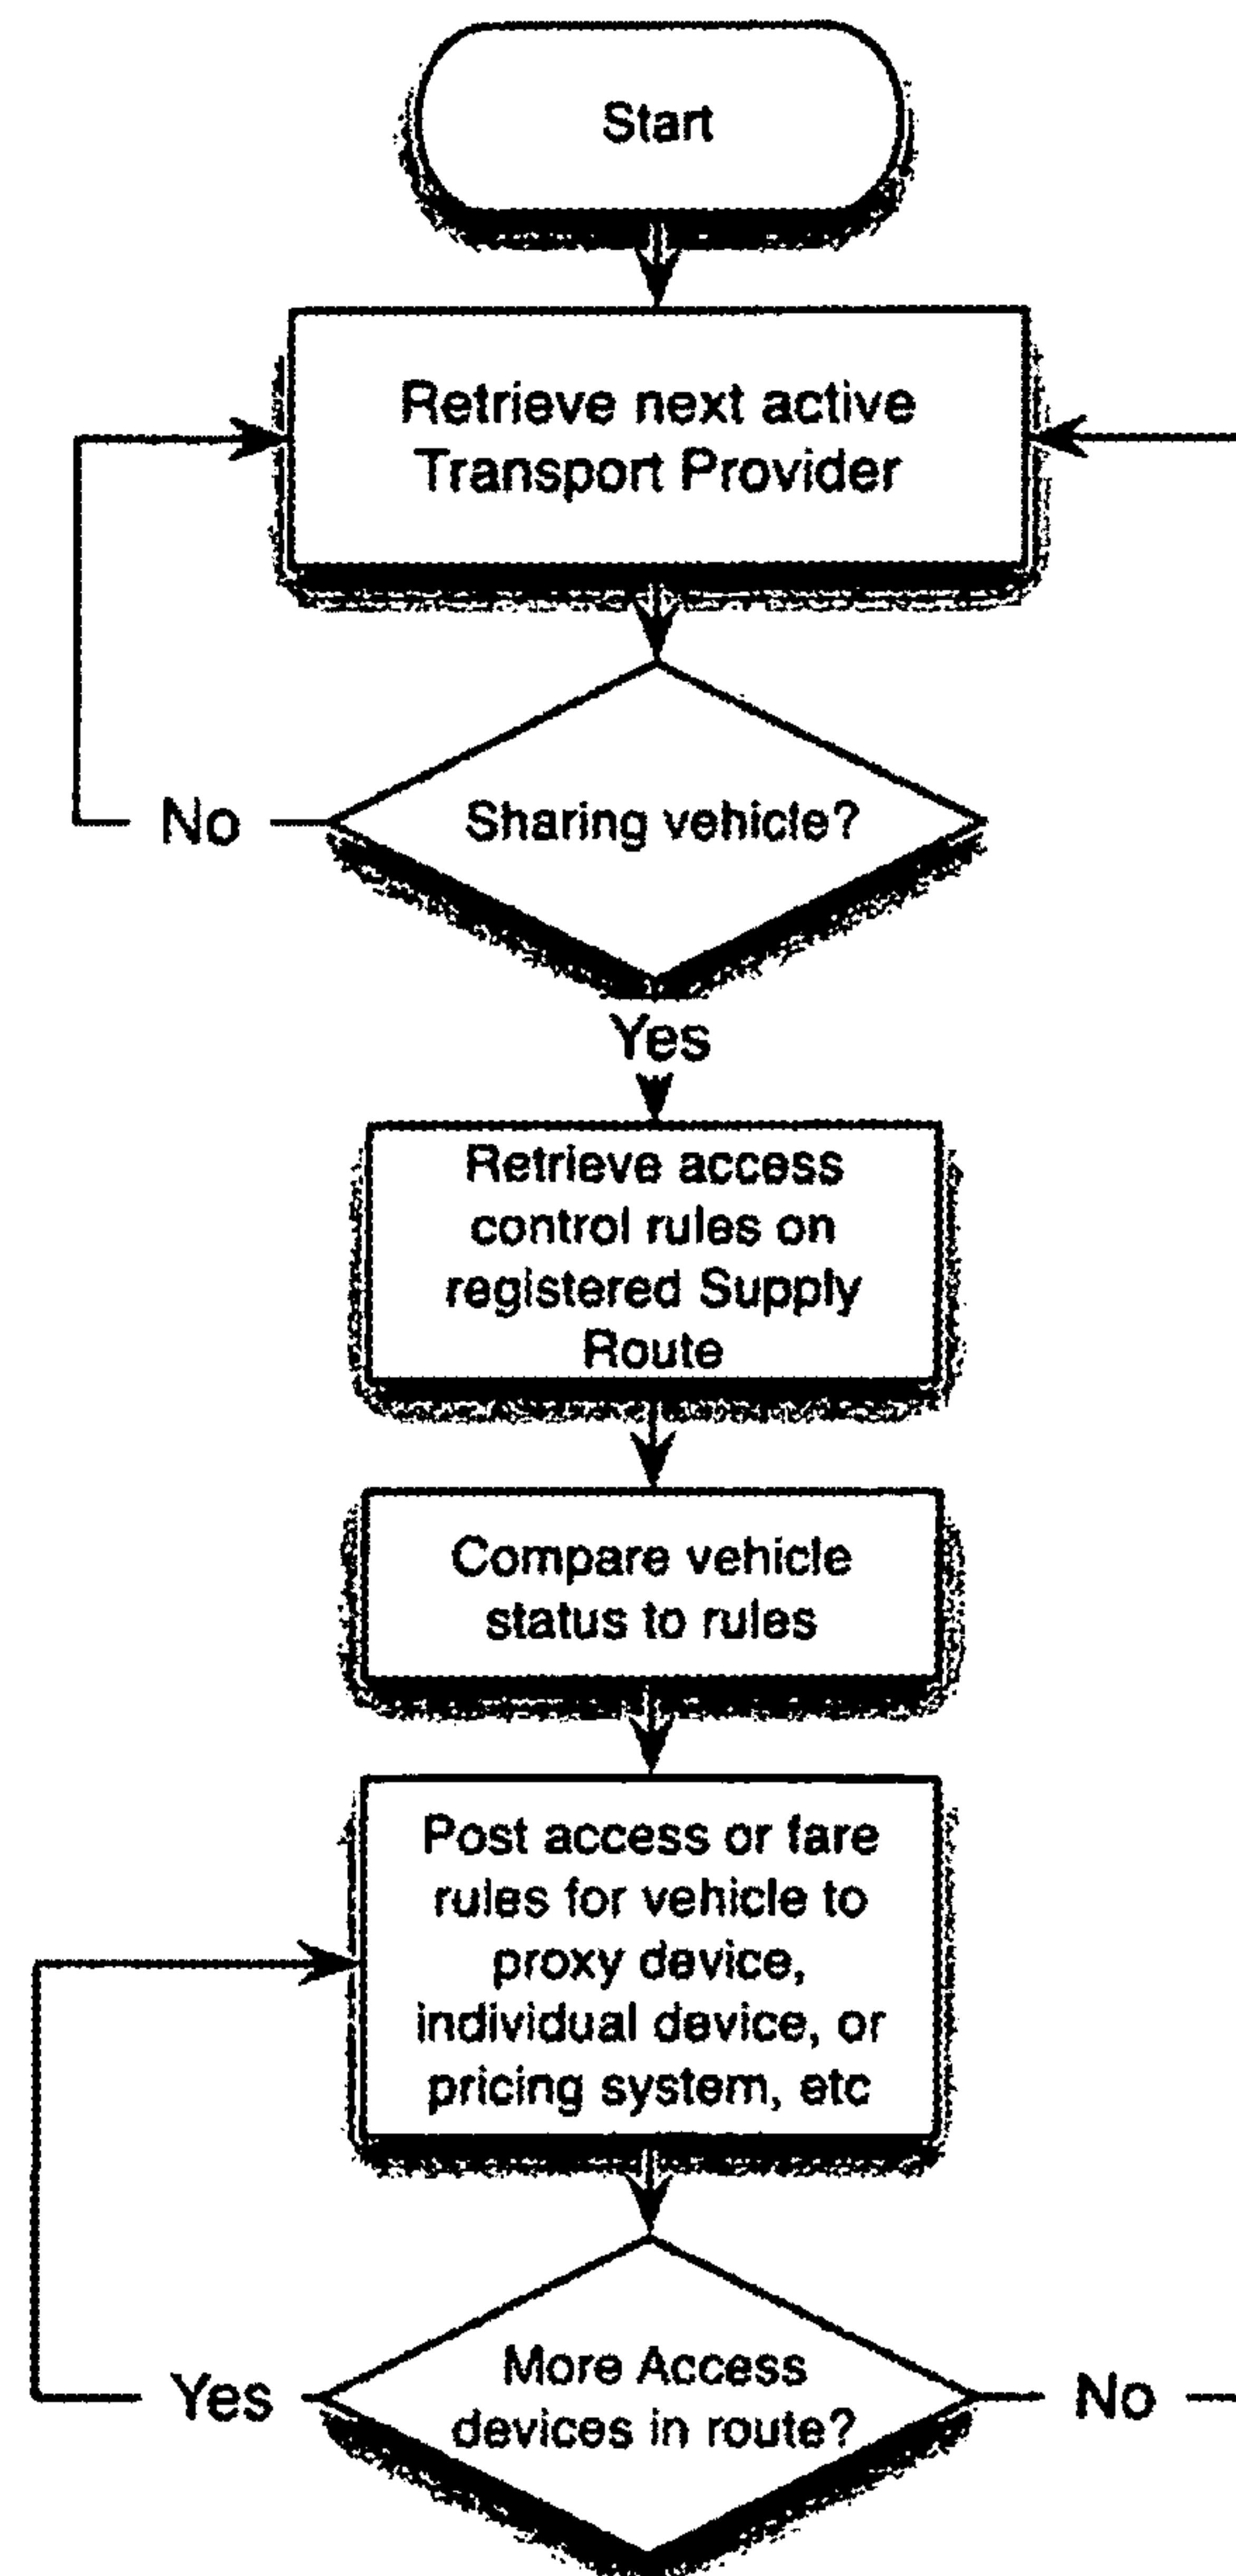 Start
Retrieve next active
Transport Provider
No
Sharing vehicle?
Yes
Retrieve access
control rules on
registered Supply
Route
Compare vehicle
status to rules
Post access or fare
rules for vehicle to
proxy device,
individual device, or
pricing system, etc
Yes
More Access
devices in route?
No